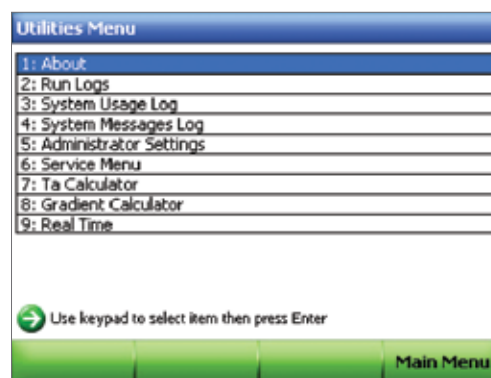 Utilities Menu
1: About
2: Run Logs
3: System Usage Log
4: System Messages Log
5: Administrator Settings
6: Service Menu
7: Ta Calculator
8: Gradient Calculator
9: Real Time
Use keypad to select item then press Enter
Main Menu